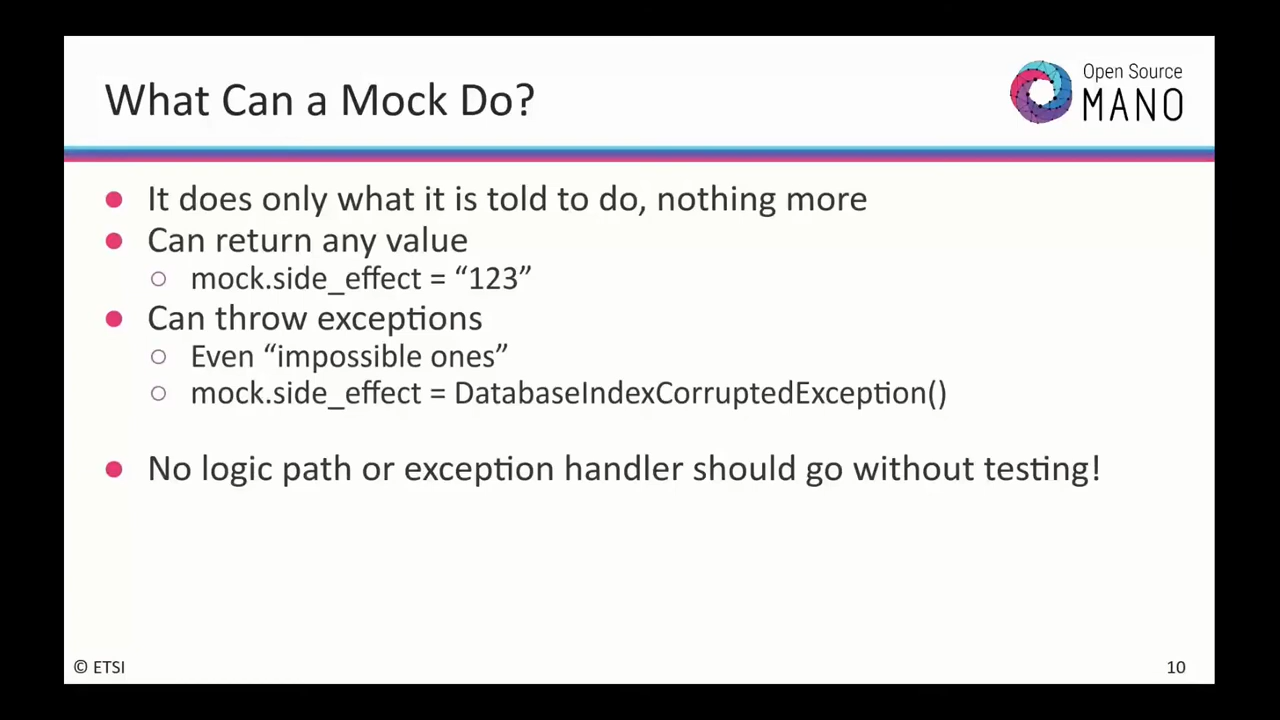 What Can a Mock Do?
Open Source
MANO
● It does only what it is told to do, nothing more
● Can return any value
○ mock.side_effect = “123”
● Can throw exceptions
○ Even “impossible ones”
○ mock.side_effect = DatabaseIndexCorruptedException()
● No logic path or exception handler should go without testing!
© ETSI
10